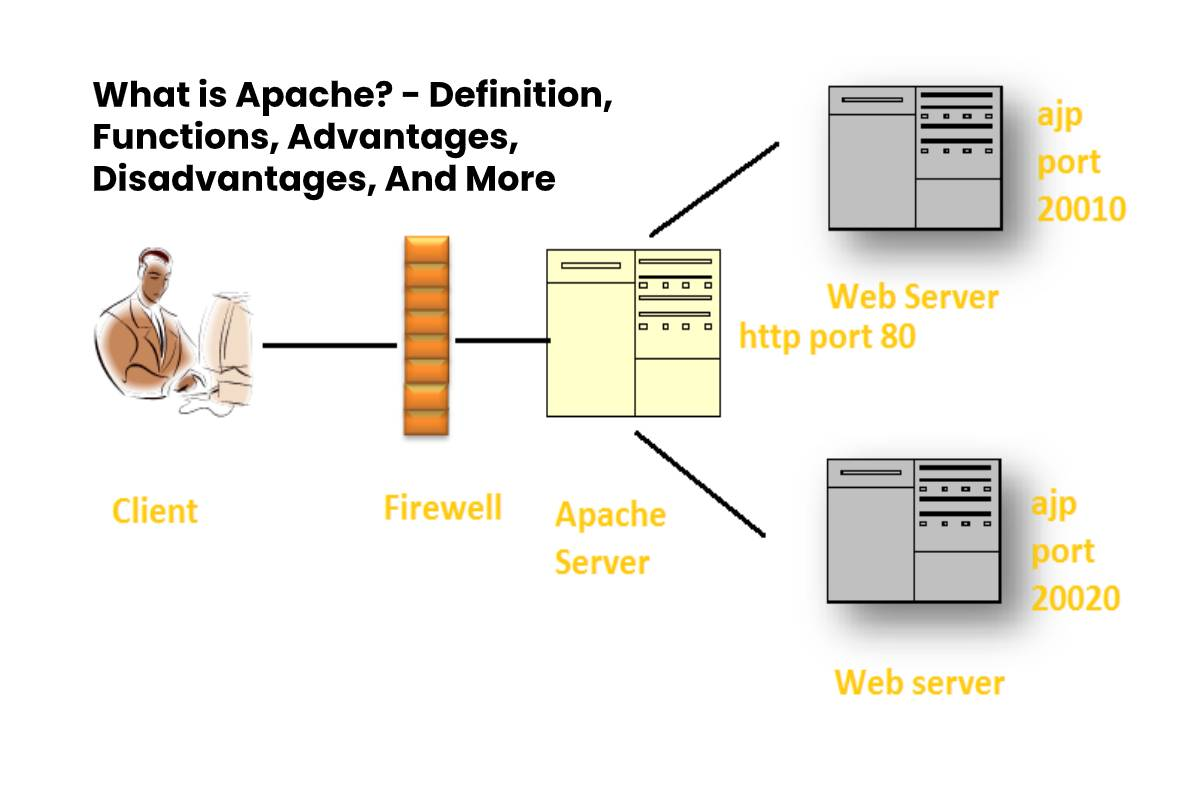 What is Apache? - Definition,
Functions, Advantages,
Disadvantages, And More
ajp
port
20010
Web Server
http port 80
Client
Firewell
Apache
Server
ajp
port
20020
Web server